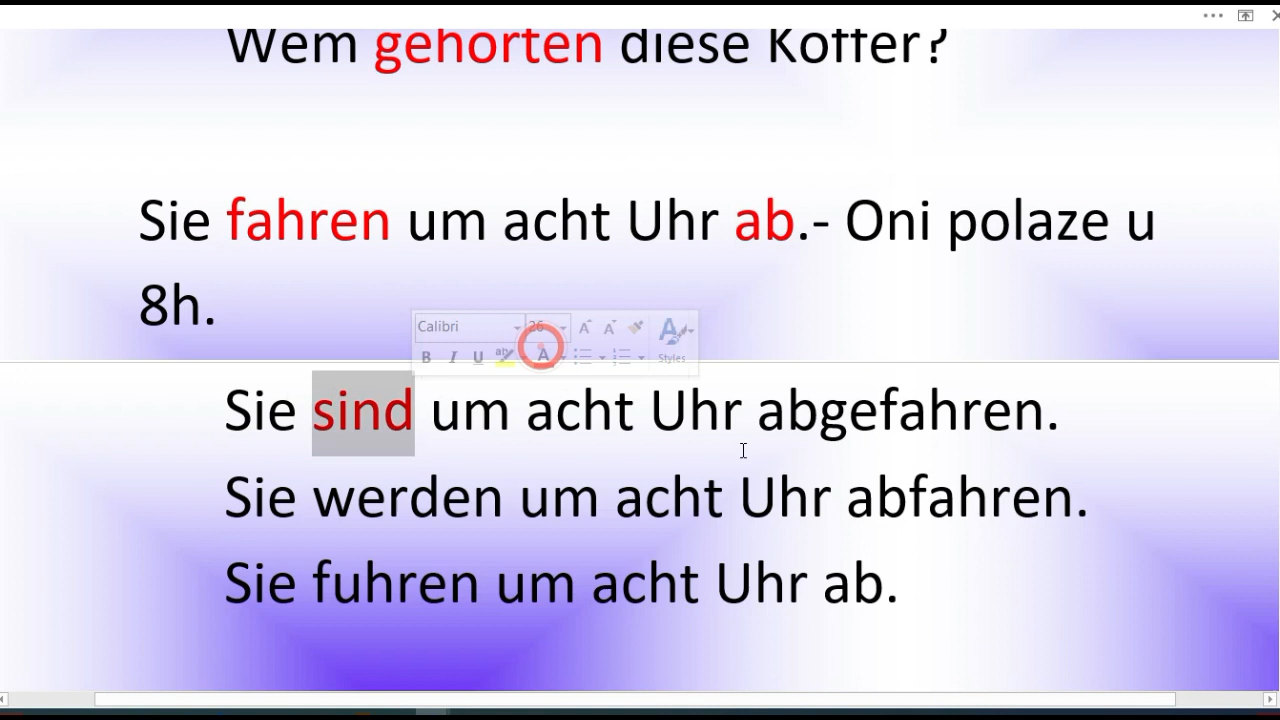 Wem gehörten diese Koffer?
Sie fahren um acht Uhr ab.- Oni polaze u
8h.
Calibri 26
Styles
Sie sind um acht Uhr abgefahren.
Sie werden um acht Uhr abfahren.
Sie fuhren um acht Uhr ab.